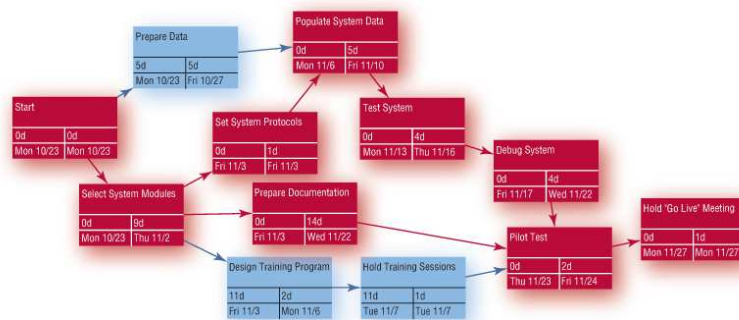 Populate System Data
0d 5d
Mon 11/6 Fri 11/10
Prepare Data
5d 5d
Mon 10/23 Fri 10/27
Start
0d 0d
Mon 10/23 Mon 10/23
Test System
0d 4d
Mon 11/13 Thu 11/16
Set System Protocols
0d 1d
Fri 11/3 Fri 11/3
Debug System
0d 4d
Fri 11/17 Wed 11/22
Select System Modules
0d 9d
Mon 10/23 Thu 11/2
Prepare Documentation
0d 14d
Fri 11/3 Wed 11/22
Hold "Go Live" Meeting
0d 1d
Mon 11/27 Mon 11/27
Pilot Test
0d 2d
Thu 11/23 Fri 11/24
Design Training Program
11d 2d
Fri 11/3 Mon 11/6
Hold Training Sessions
11d 1d
Tue 11/7 Tue 11/7